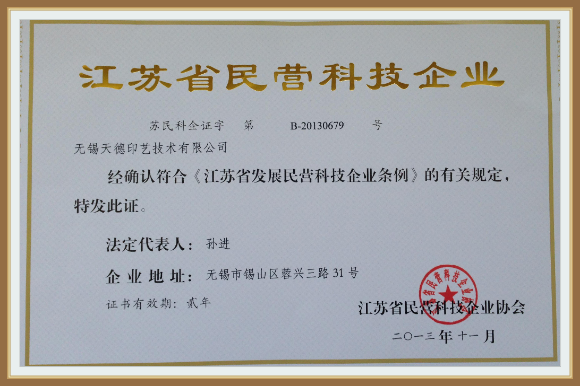 江苏省民营科技企业
苏民科企证字 第 B-20130679 号
无锡天德印艺技术有限公司
经确认符合《江苏省发展民营科技企业条例》的有关规定，
特发此证。
法定代表人：孙进
企业地址：无锡市锡山区蓉兴三路31号
证书有效期：贰年
江苏省民营科技企业协会
二〇一三年十一月